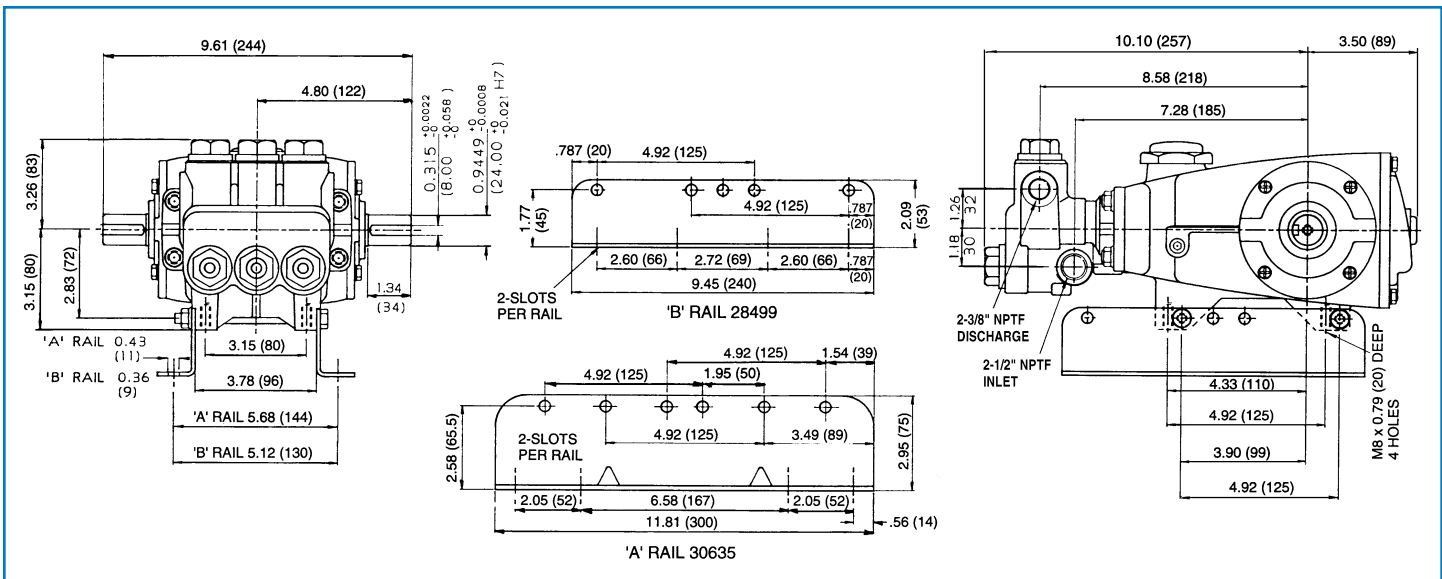 9.61 (244)
4.80 (122)
3.26 (83)
3.15 (80)
2.83 (72)
0.315 +0.0022 -0
(8.00 +0.058 -0)
0.9449 +0 -0.0008
(24.00 +0 -0.021 H7)
1.34
(34)
'A' RAIL 0.43
(11)
'B' RAIL 0.36
(9)
3.15 (80)
3.78 (96)
'A' RAIL 5.68 (144)
'B' RAIL 5.12 (130)
.787 (20)
4.92 (125)
1.77
(45)
4.92 (125)
.787
(20)
2.09
(53)
2.60 (66)
2.72 (69)
2.60 (66)
.787
(20)
9.45 (240)
2-SLOTS
PER RAIL
'B' RAIL 28499
4.92 (125)
1.54 (39)
4.92 (125)
1.95 (50)
2.58 (65.5)
2-SLOTS
PER RAIL
4.92 (125)
3.49 (89)
2.95 (75)
2.05 (52)
6.58 (167)
2.05 (52)
.56 (14)
11.81 (300)
'A' RAIL 30635
10.10 (257)
3.50 (89)
8.58 (218)
7.28 (185)
1.26
32
1.18
30
2-3/8" NPTF
DISCHARGE
2-1/2" NPTF
INLET
4.33 (110)
4.92 (125)
3.90 (99)
4.92 (125)
M8 x 0.79 (20) DEEP
4 HOLES